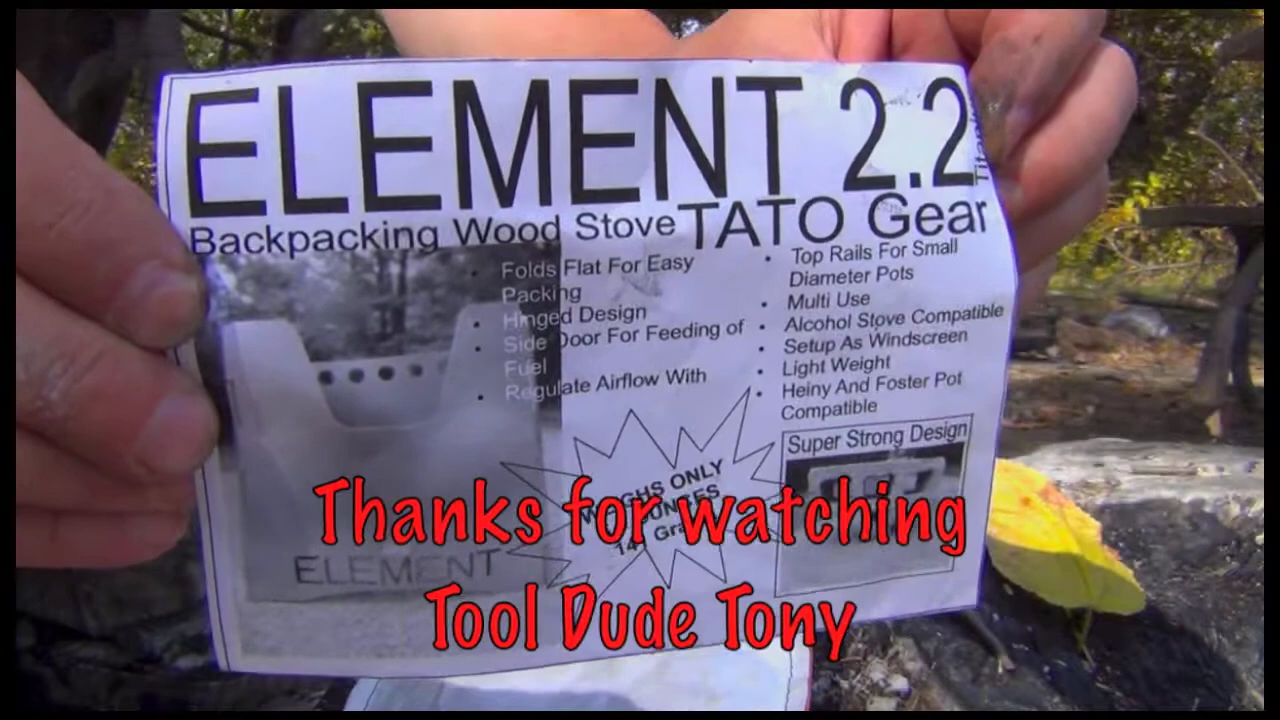 ELEMENT 2.2
Backpacking Wood Stove TATO Gear
Folds Flat For Easy
Packing
Hinged Design
Side Door For Feeding of
Fuel
Regulate Airflow With
Top Rails For Small
Diameter Pots
Multi Use
Alcohol Stove Compatible
Setup As Windscreen
Light Weight
Heiny And Foster Pot
Compatible
ONLY
Super Strong Design
ELEMENT
Thanks for watching
Tool Dude Tony